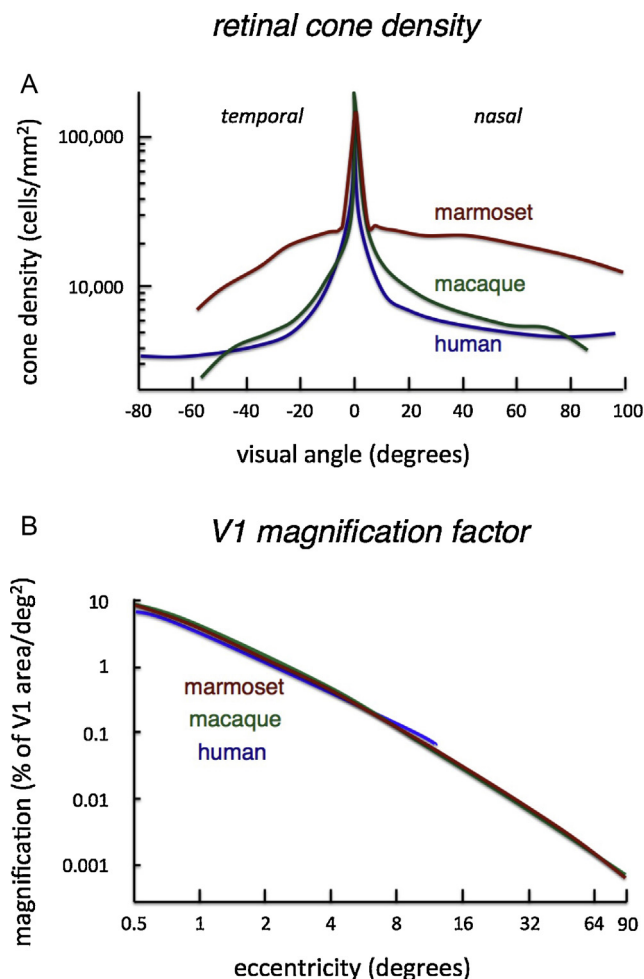 retinal cone density
A
temporal nasal
100,000
10,000
cone density (cells/mm²)
marmoset
macaque
human
-80 -60 -40 -20 0 20 40 60 80 100
visual angle (degrees)
B
V1 magnification factor
10
1
0.1
0.01
0.001
magnification (% of V1 area/deg²)
marmoset
macaque
human
0.5 1 2 4 8 16 32 64 90
eccentricity (degrees)